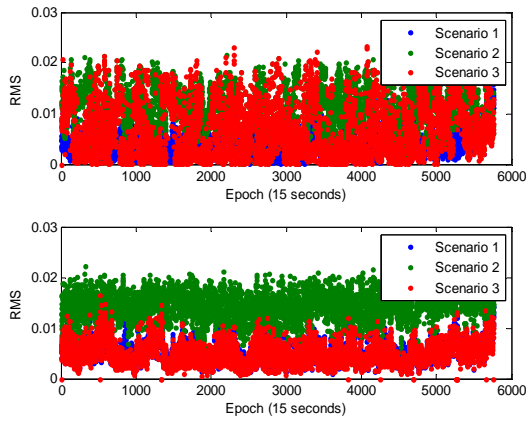 0.03
0.02
0.01
0
RMS
0 1000 2000 3000 4000 5000 6000
Epoch (15 seconds)
Scenario 1
Scenario 2
Scenario 3
0.03
0.02
0.01
0
RMS
0 1000 2000 3000 4000 5000 6000
Epoch (15 seconds)
Scenario 1
Scenario 2
Scenario 3